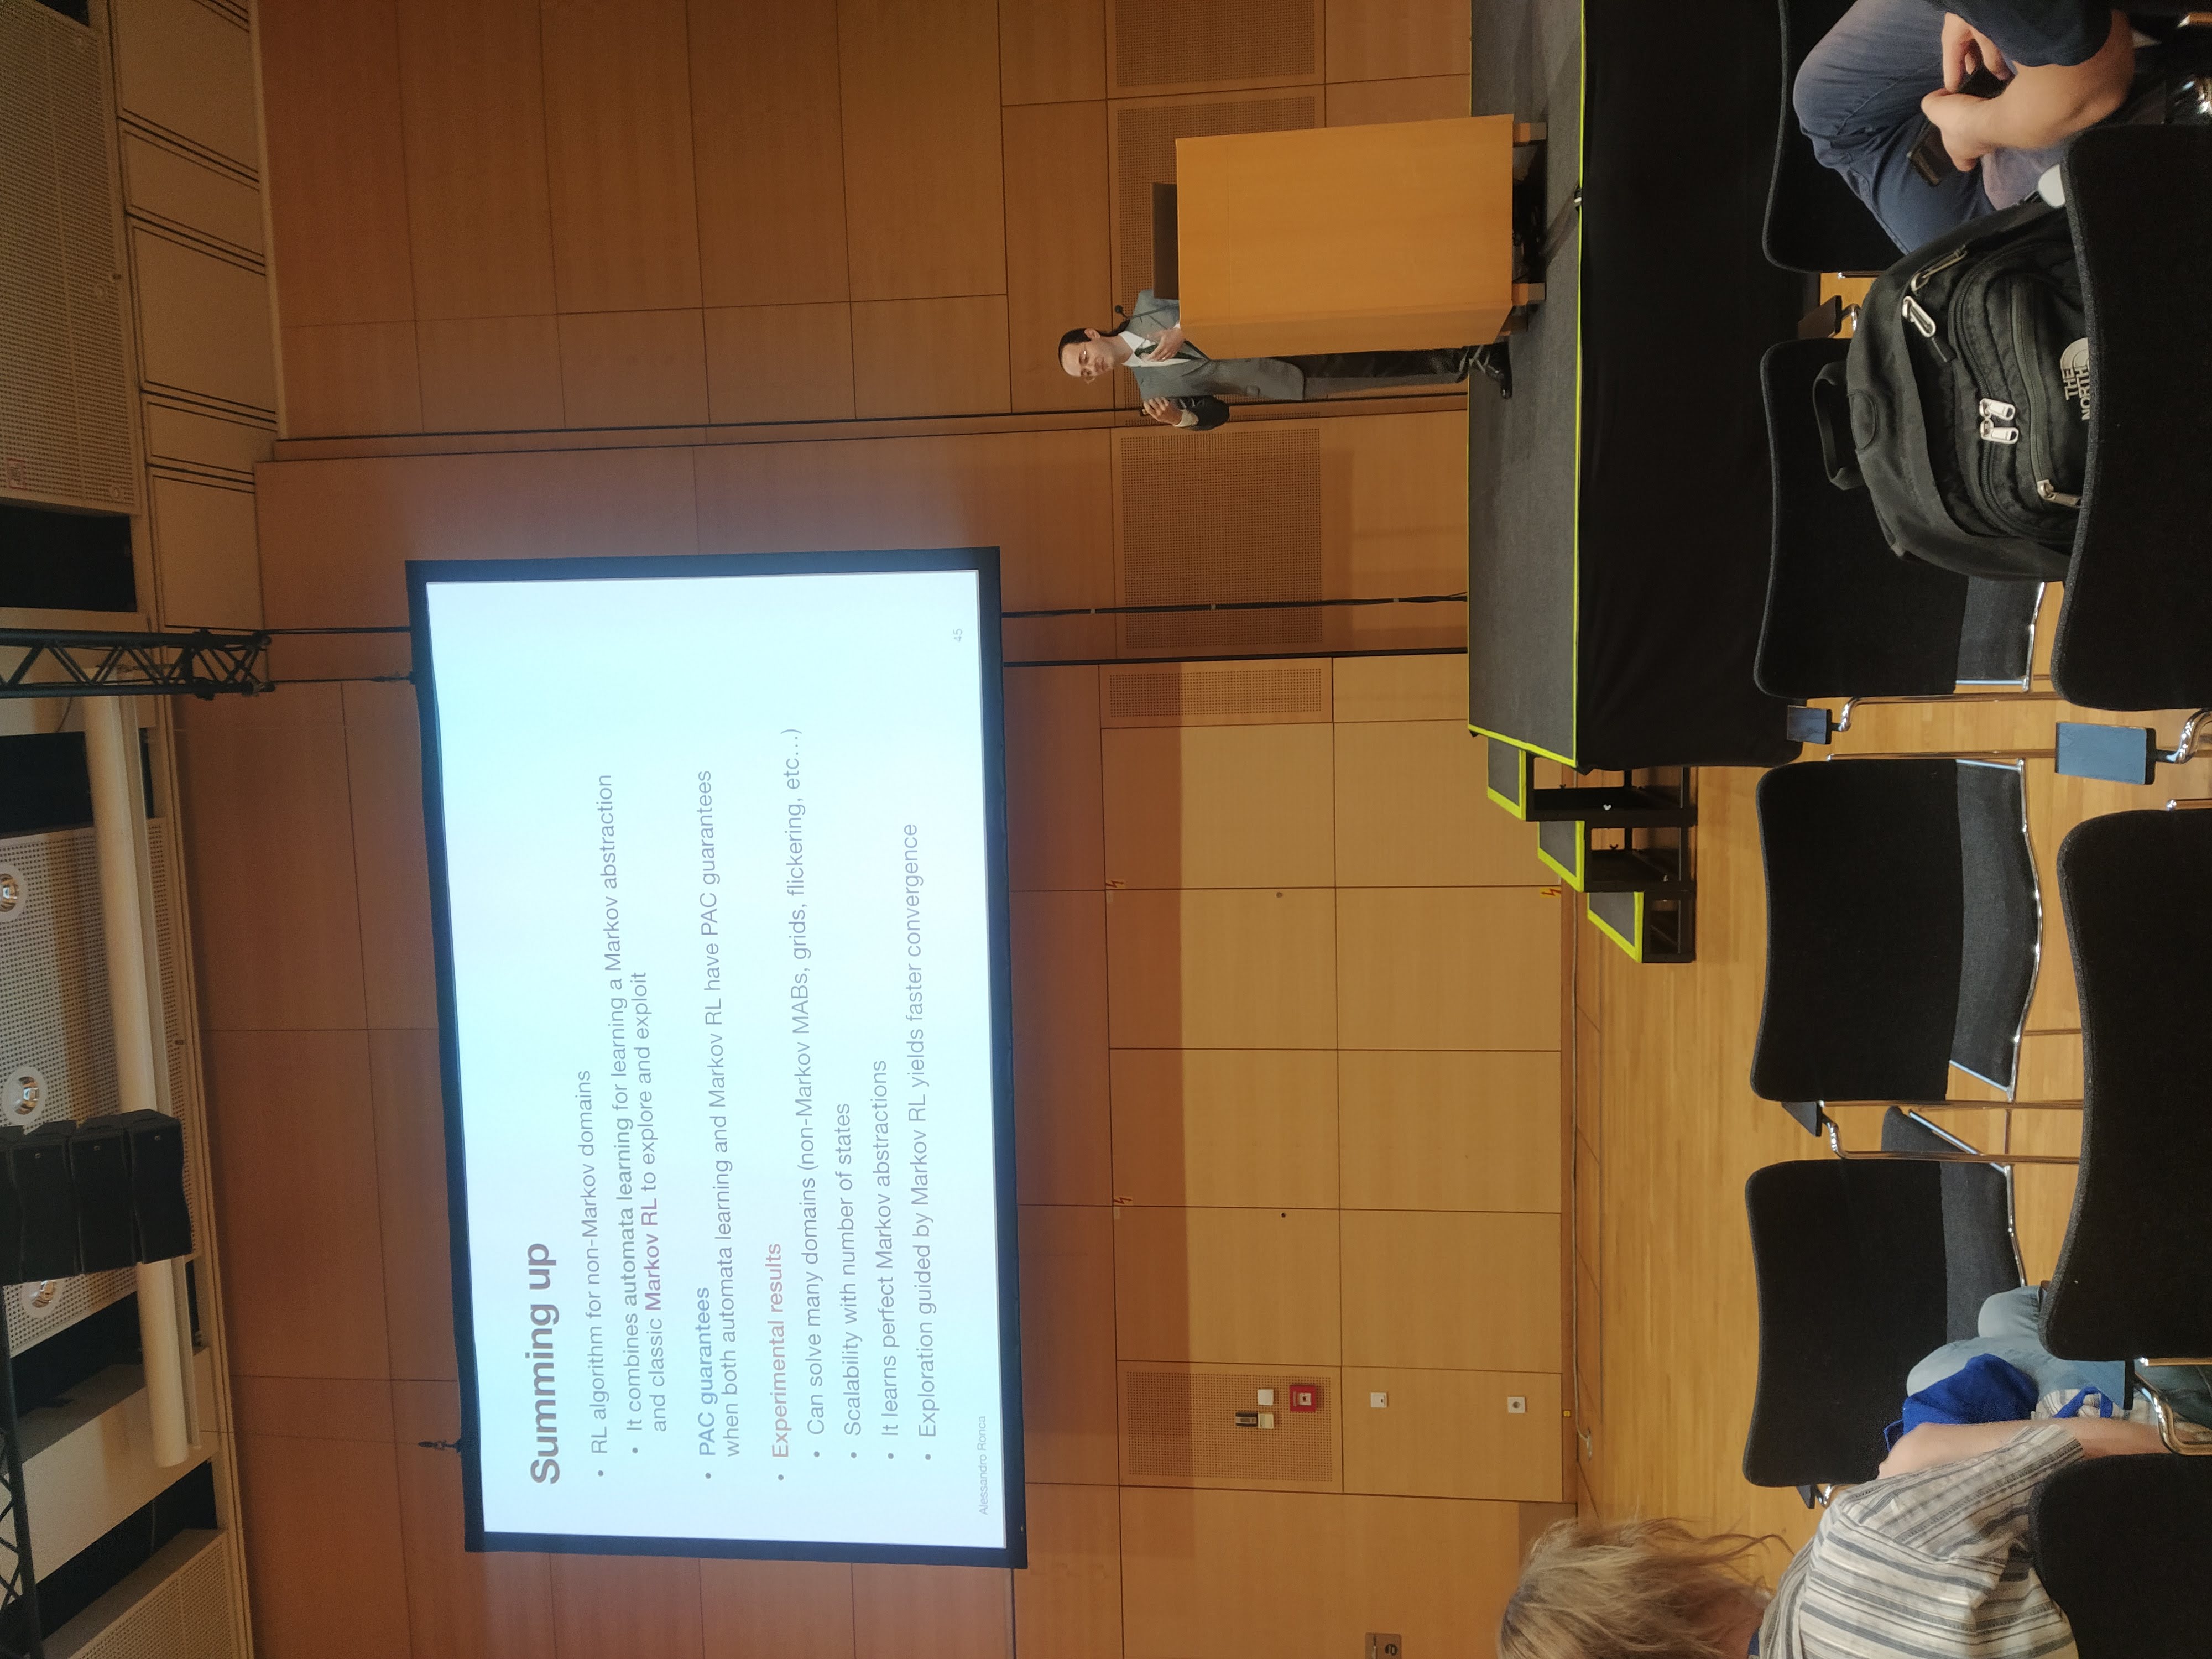 Summing up
• RL algorithm for non-Markov domains
• It combines automata learning for learning a Markov abstraction
and classic Markov RL to explore and exploit
• PAC guarantees
when both automata learning and Markov RL have PAC guarantees
• Experimental results
• Can solve many domains (non-Markov MABs, grids, flickering, etc…)
• Scalability with number of states
• It learns perfect Markov abstractions
• Exploration guided by Markov RL yields faster convergence
Alessandro Ronca
45
THE
NORTH